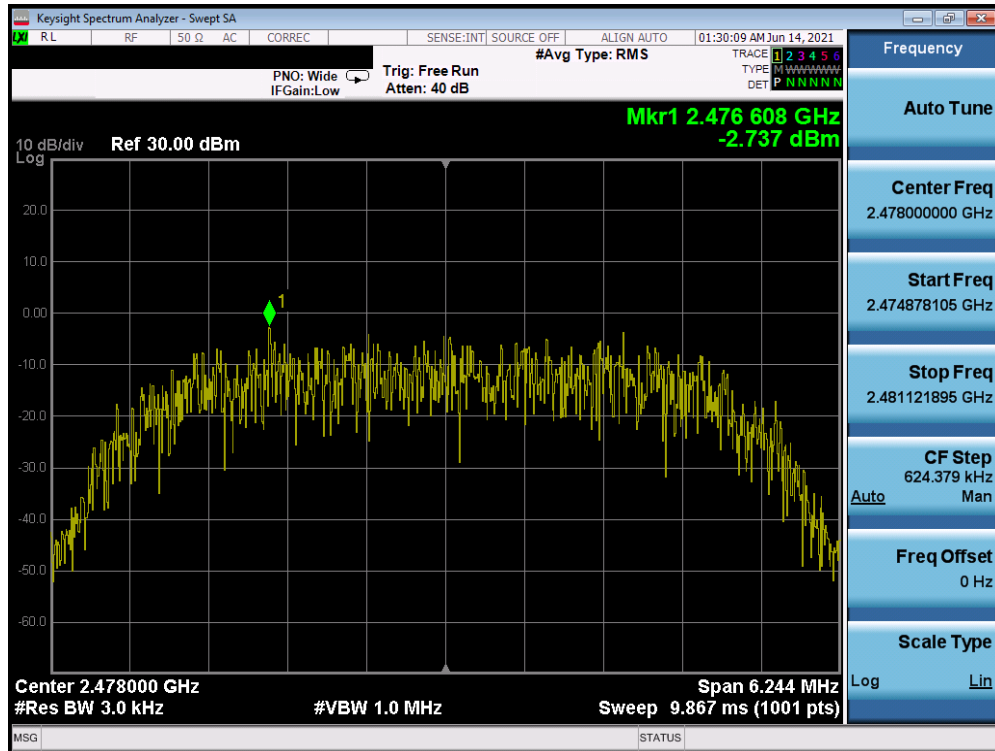 Keysight Spectrum Analyzer - Swept SA
LXI RL RF 50 Ω AC CORREC SENSE:INT SOURCE OFF ALIGN AUTO 01:30:09 AM Jun 14, 2021
#Avg Type: RMS TRACE 1 2 3 4 5 6
PNO: Wide Trig: Free Run TYPE M W W W W W
IFGain:Low Atten: 40 dB DET P N N N N N
Mkr1 2.476 608 GHz
-2.737 dBm
10 dB/div Ref 30.00 dBm
Log
20.0
10.0
0.00
-10.0
-20.0
-30.0
-40.0
-50.0
-60.0
1
Center 2.478000 GHz Span 6.244 MHz
#Res BW 3.0 kHz #VBW 1.0 MHz Sweep 9.867 ms (1001 pts)
MSG STATUS
Frequency
Auto Tune
Center Freq
2.478000000 GHz
Start Freq
2.474878105 GHz
Stop Freq
2.481121895 GHz
CF Step
624.379 kHz
Auto Man
Freq Offset
0 Hz
Scale Type
Log Lin